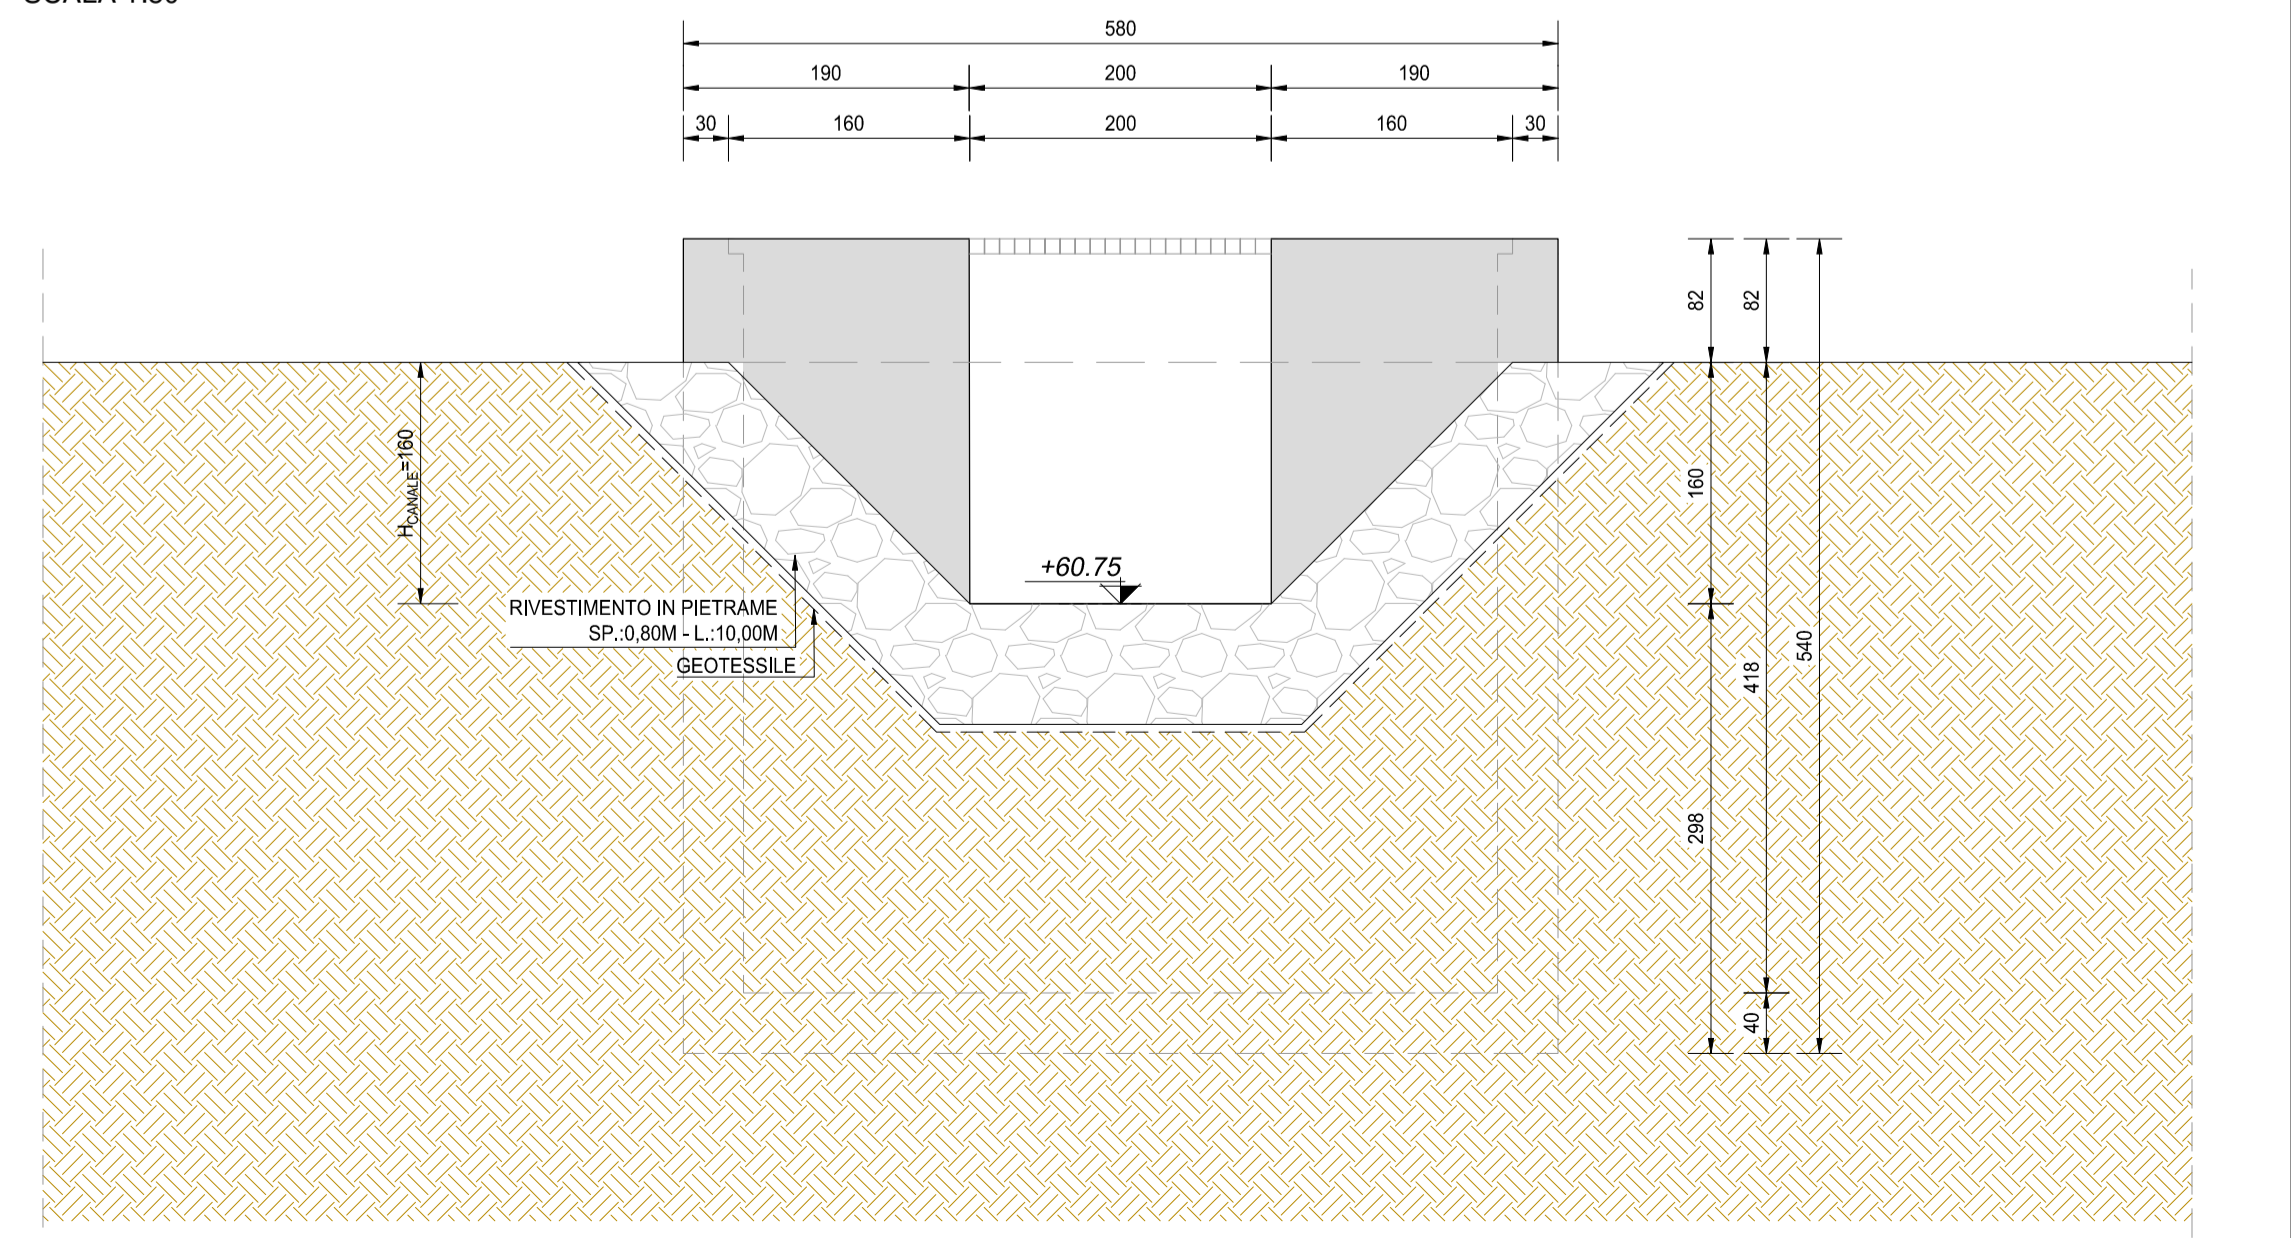 580
190 200 190
30 160 200 160 30
82 82
H CANALE=160
160
+60.75
RIVESTIMENTO IN PIETRAME
SP.:0,80M - L.:10,00M
GEOTESSILE
540
418
298
40